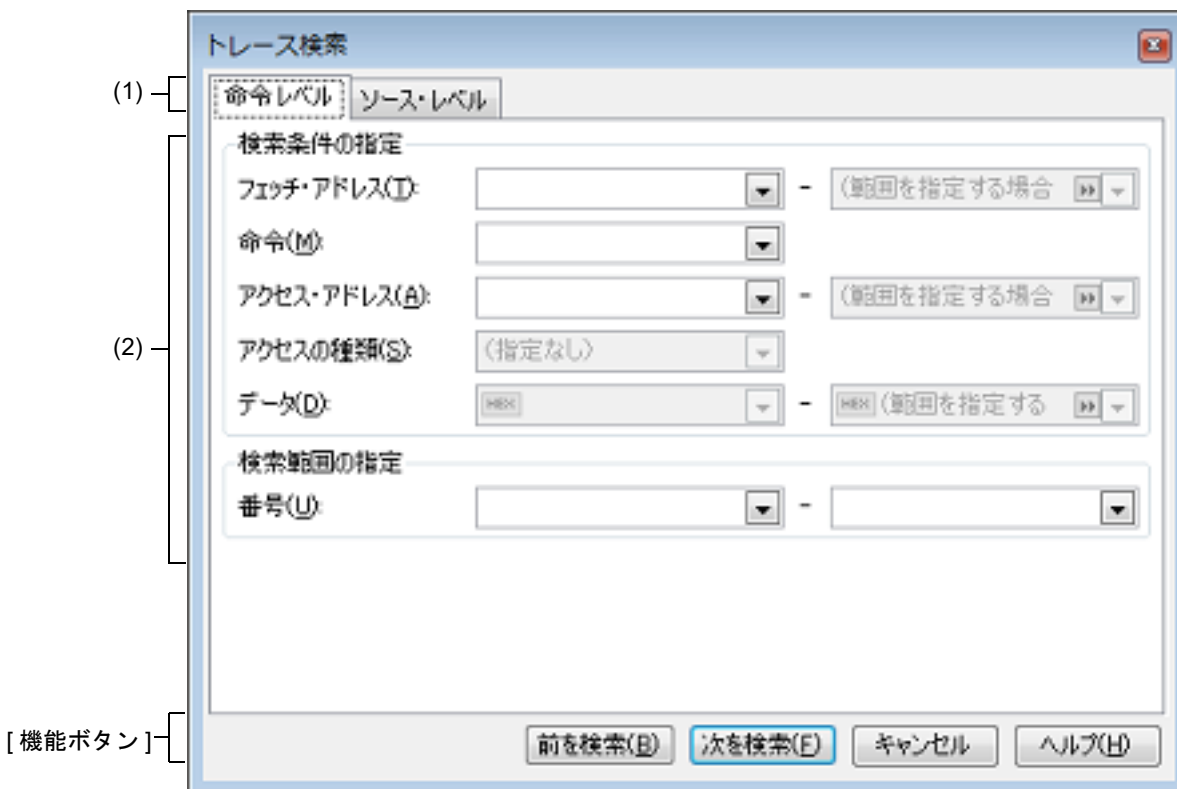 トレース検索
(1)
命令レベル ソース・レベル
検索条件の指定
フェッチ・アドレス(T): - (範囲を指定する場合
命令(M):
アクセス・アドレス(A): - (範囲を指定する場合
(2)
アクセスの種類(S): (指定なし)
データ(D): HEX - HEX (範囲を指定する
検索範囲の指定
番号(U): -
[ 機能ボタン ]
前を検索(B) 次を検索(F) キャンセル ヘルプ(H)